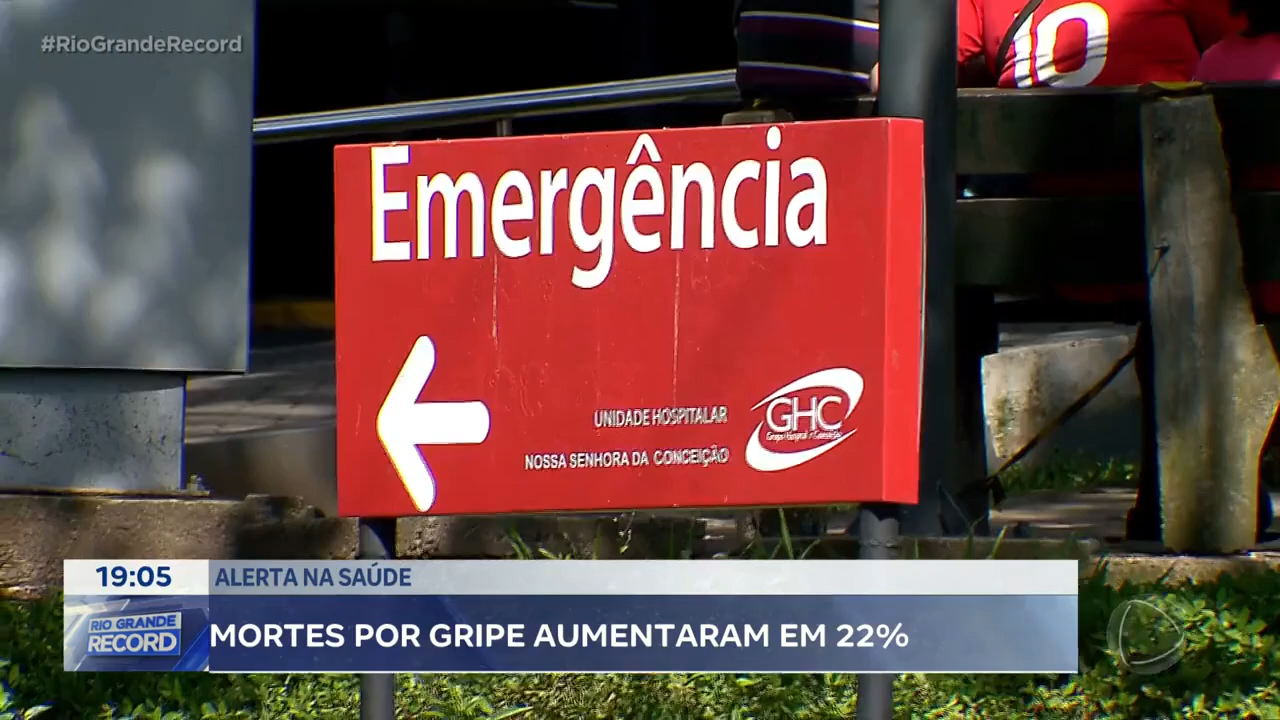 #RioGrandeRecord
10
Emergência
UNIDADE HOSPITALAR
NOSSA SENHORA DA CONCEIÇÃO
GHC
19:05
ALERTA NA SAÚDE
RIO GRANDE
RECORD
MORTES POR GRIPE AUMENTARAM EM 22%